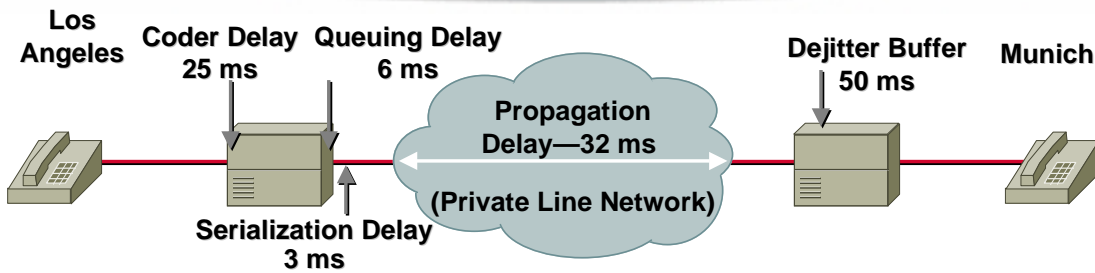 Los
Angeles
Coder Delay
25 ms
Queuing Delay
6 ms
Propagation
Delay—32 ms
(Private Line Network)
Serialization Delay
3 ms
Dejitter Buffer
50 ms
Munich